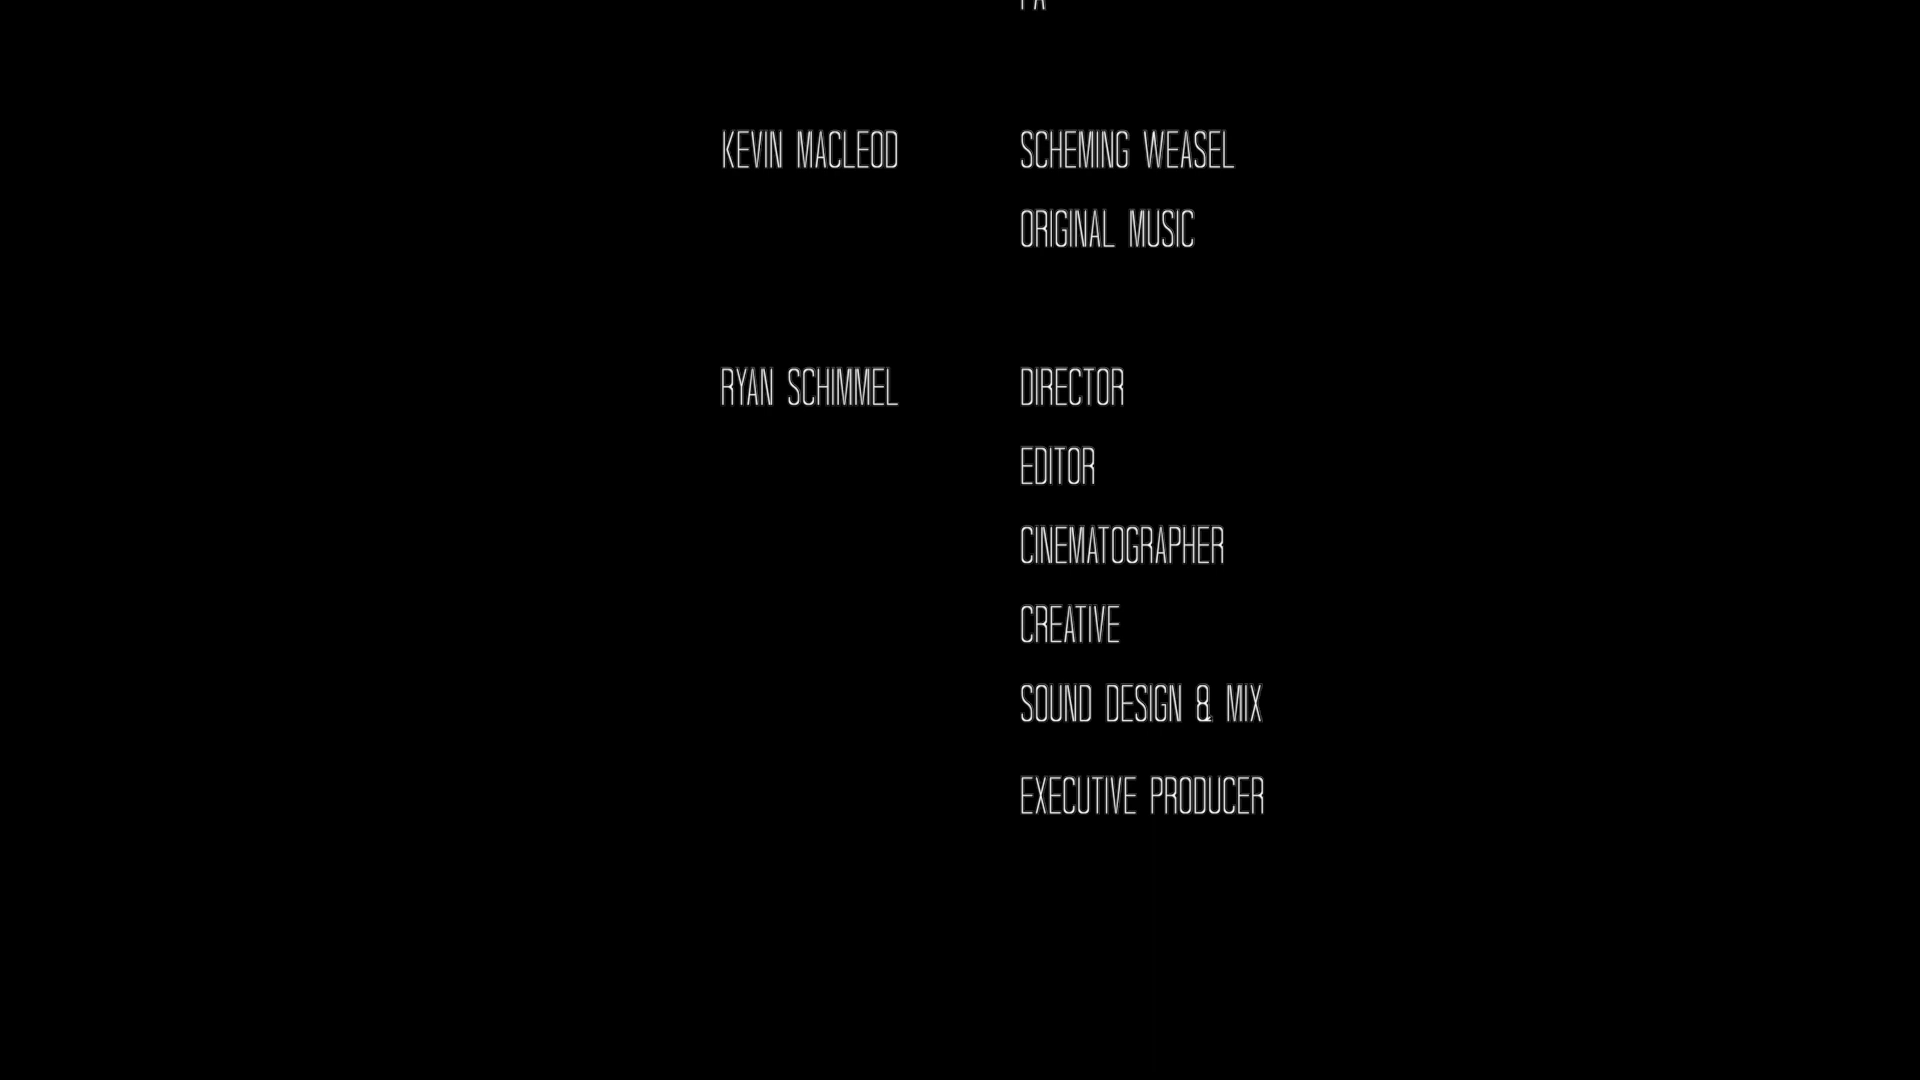 KEVIN MACLEOD SCHEMING WEASEL
ORIGINAL MUSIC
RYAN SCHIMMEL DIRECTOR
EDITOR
CINEMATOGRAPHER
CREATIVE
SOUND DESIGN & MIX
EXECUTIVE PRODUCER